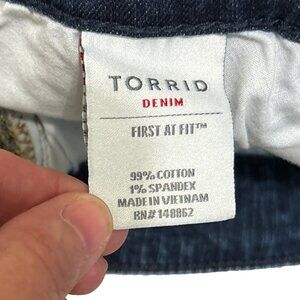 TORRID
DENIM
FIRST AT FIT™
99% COTTON
1% SPANDEX
MADE IN VIETNAM
RN# 148862